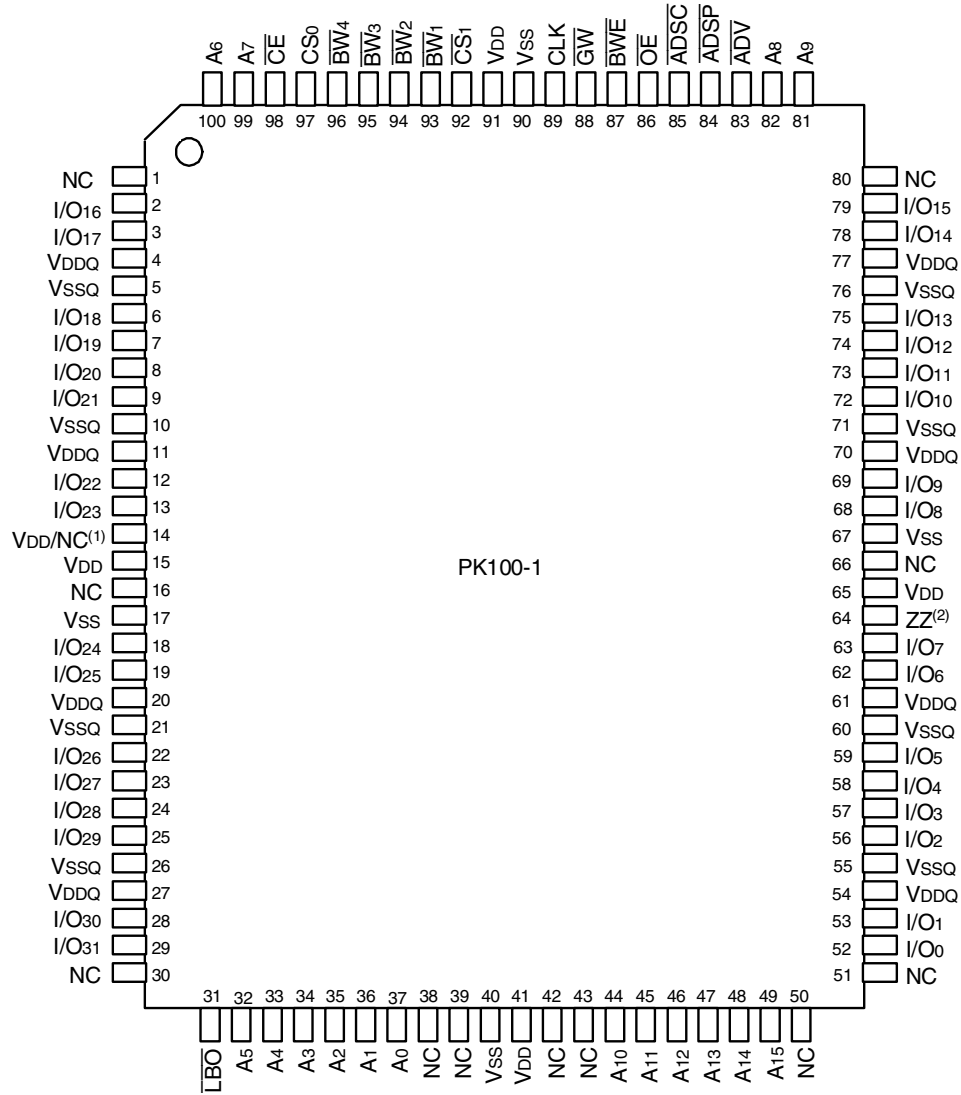 A6 A7 CE CS0 BW4 BW3 BW2 BW1 CS1 VDD VSS CLK GW BWE OE ADSC ADSP ADV A8 A9
100 99 98 97 96 95 94 93 92 91 90 89 88 87 86 85 84 83 82 81
NC 1 80 NC
I/O16 2 79 I/O15
I/O17 3 78 I/O14
VDDQ 4 77 VDDQ
VSSQ 5 76 VSSQ
I/O18 6 75 I/O13
I/O19 7 74 I/O12
I/O20 8 73 I/O11
I/O21 9 72 I/O10
VSSQ 10 71 VSSQ
VDDQ 11 70 VDDQ
I/O22 12 69 I/O9
I/O23 13 68 I/O8
VDD/NC(1) 14 67 VSS
VDD 15 PK100-1 66 NC
NC 16 65 VDD
VSS 17 64 ZZ(2)
I/O24 18 63 I/O7
I/O25 19 62 I/O6
VDDQ 20 61 VDDQ
VSSQ 21 60 VSSQ
I/O26 22 59 I/O5
I/O27 23 58 I/O4
I/O28 24 57 I/O3
I/O29 25 56 I/O2
VSSQ 26 55 VSSQ
VDDQ 27 54 VDDQ
I/O30 28 53 I/O1
I/O31 29 52 I/O0
NC 30 51 NC
31 32 33 34 35 36 37 38 39 40 41 42 43 44 45 46 47 48 49 50
LBO A5 A4 A3 A2 A1 A0 NC NC VSS VDD NC NC A10 A11 A12 A13 A14 A15 NC